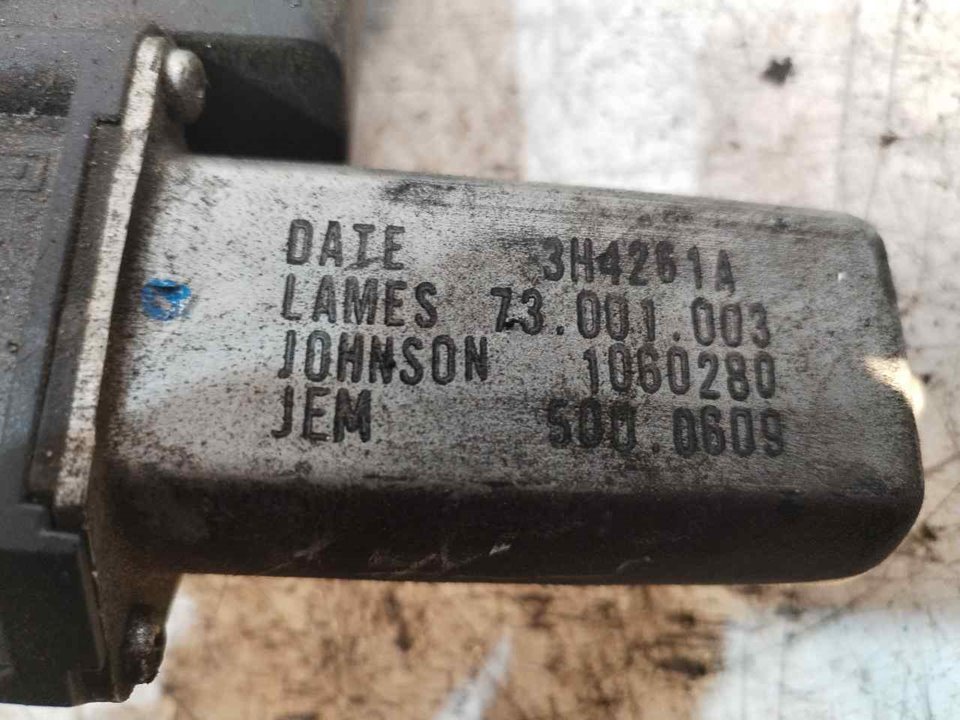 DATE 3H4261A
LAMES 73.001.003
JOHNSON 1060280
JEM 500.0609